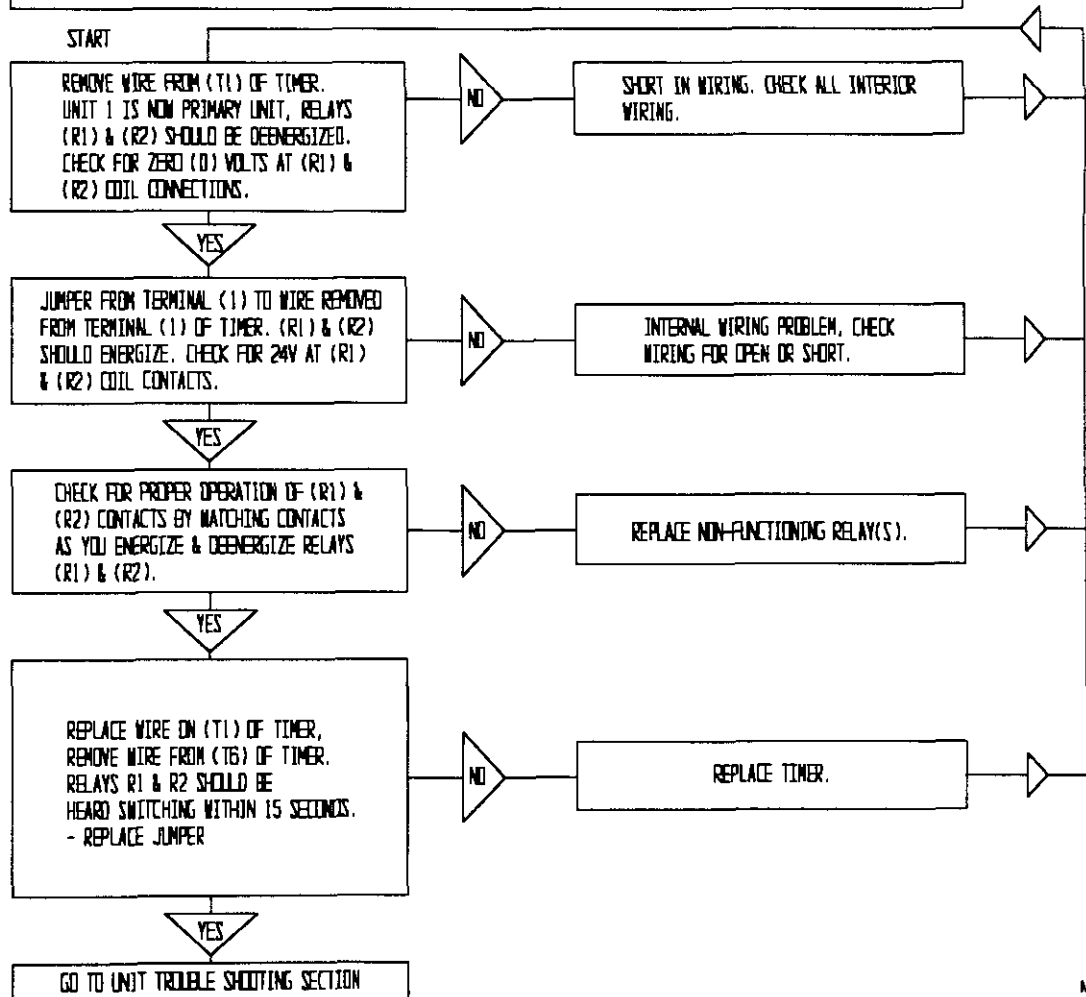 START
REMOVE WIRE FROM (T1) OF TIMER.
UNIT 1 IS NOW PRIMARY UNIT, RELAYS
(R1) & (R2) SHOULD BE DEENERGIZED.
CHECK FOR ZERO (0) VOLTS AT (R1) &
(R2) COIL CONNECTIONS.
NO
SHORT IN WIRING. CHECK ALL INTERIOR
WIRING.
YES
JUMPER FROM TERMINAL (1) TO WIRE REMOVED
FROM TERMINAL (1) OF TIMER. (R1) & (R2)
SHOULD ENERGIZE. CHECK FOR 24V AT (R1)
& (R2) COIL CONTACTS.
NO
INTERNAL WIRING PROBLEM, CHECK
WIRING FOR OPEN OR SHORT.
YES
CHECK FOR PROPER OPERATION OF (R1) &
(R2) CONTACTS BY WATCHING CONTACTS
AS YOU ENERGIZE & DEENERGIZE RELAYS
(R1) & (R2).
NO
REPLACE NON-FUNCTIONING RELAY(S).
YES
REPLACE WIRE ON (T1) OF TIMER,
REMOVE WIRE FROM (T6) OF TIMER.
RELAYS R1 & R2 SHOULD BE
HEARD SWITCHING WITHIN 15 SECONDS.
- REPLACE JUMPER
NO
REPLACE TIMER.
YES
GO TO UNIT TROUBLE SHOOTING SECTION